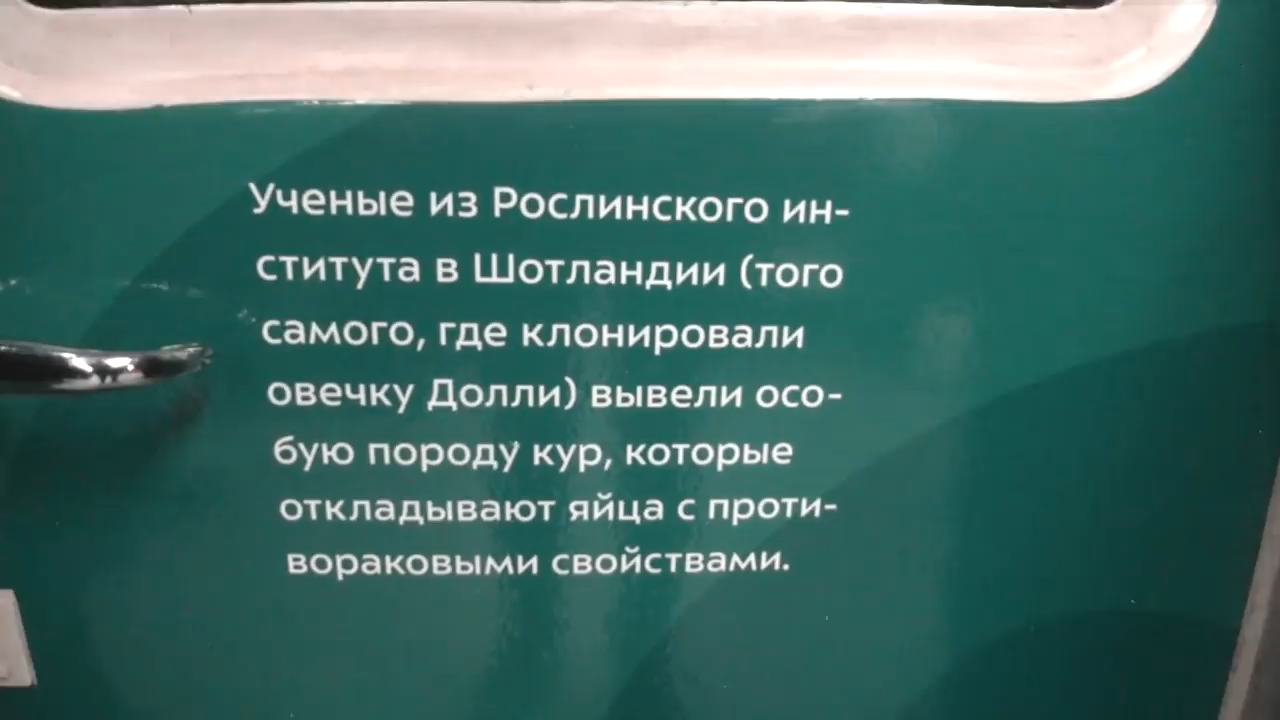 Ученые из Рослинского ин-
ститута в Шотландии (того
самого, где клонировали
овечку Долли) вывели осо-
бую породу кур, которые
откладывают яйца с проти-
вораковыми свойствами.